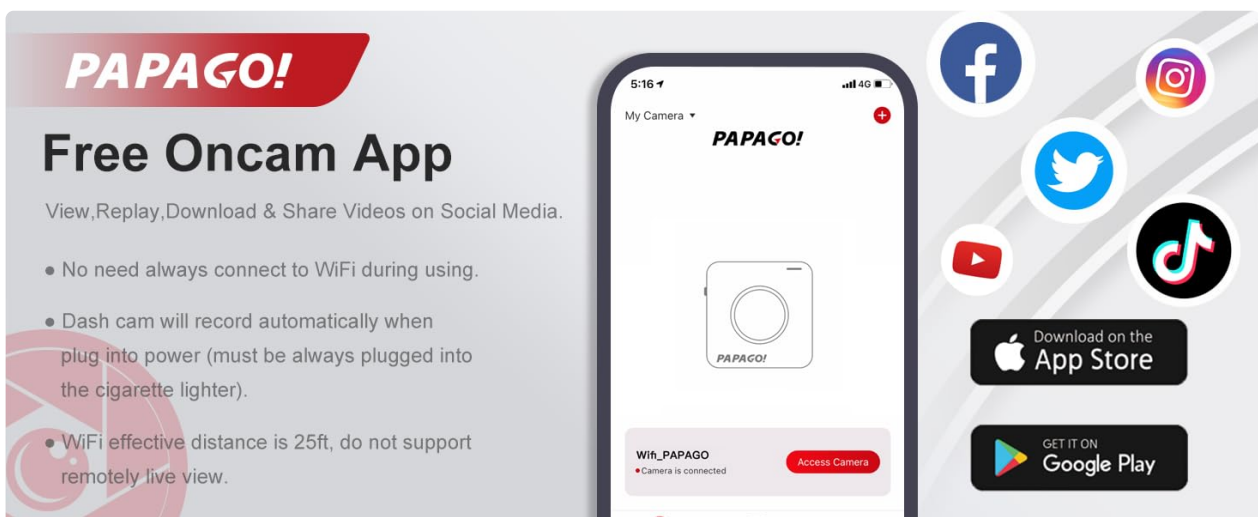 PAPAGO!
Free Oncam App
View,Replay,Download & Share Videos on Social Media.
● No need always connect to WiFi during using.
● Dash cam will record automatically when
plug into power (must be always plugged into
the cigarette lighter).
● WiFi effective distance is 25ft, do not support
remotely live view.
5:16
4G
My Camera
PAPAGO!
PAPAGO!
Wifi_PAPAGO
Camera is connected
Access Camera
Download on the
App Store
GET IT ON
Google Play